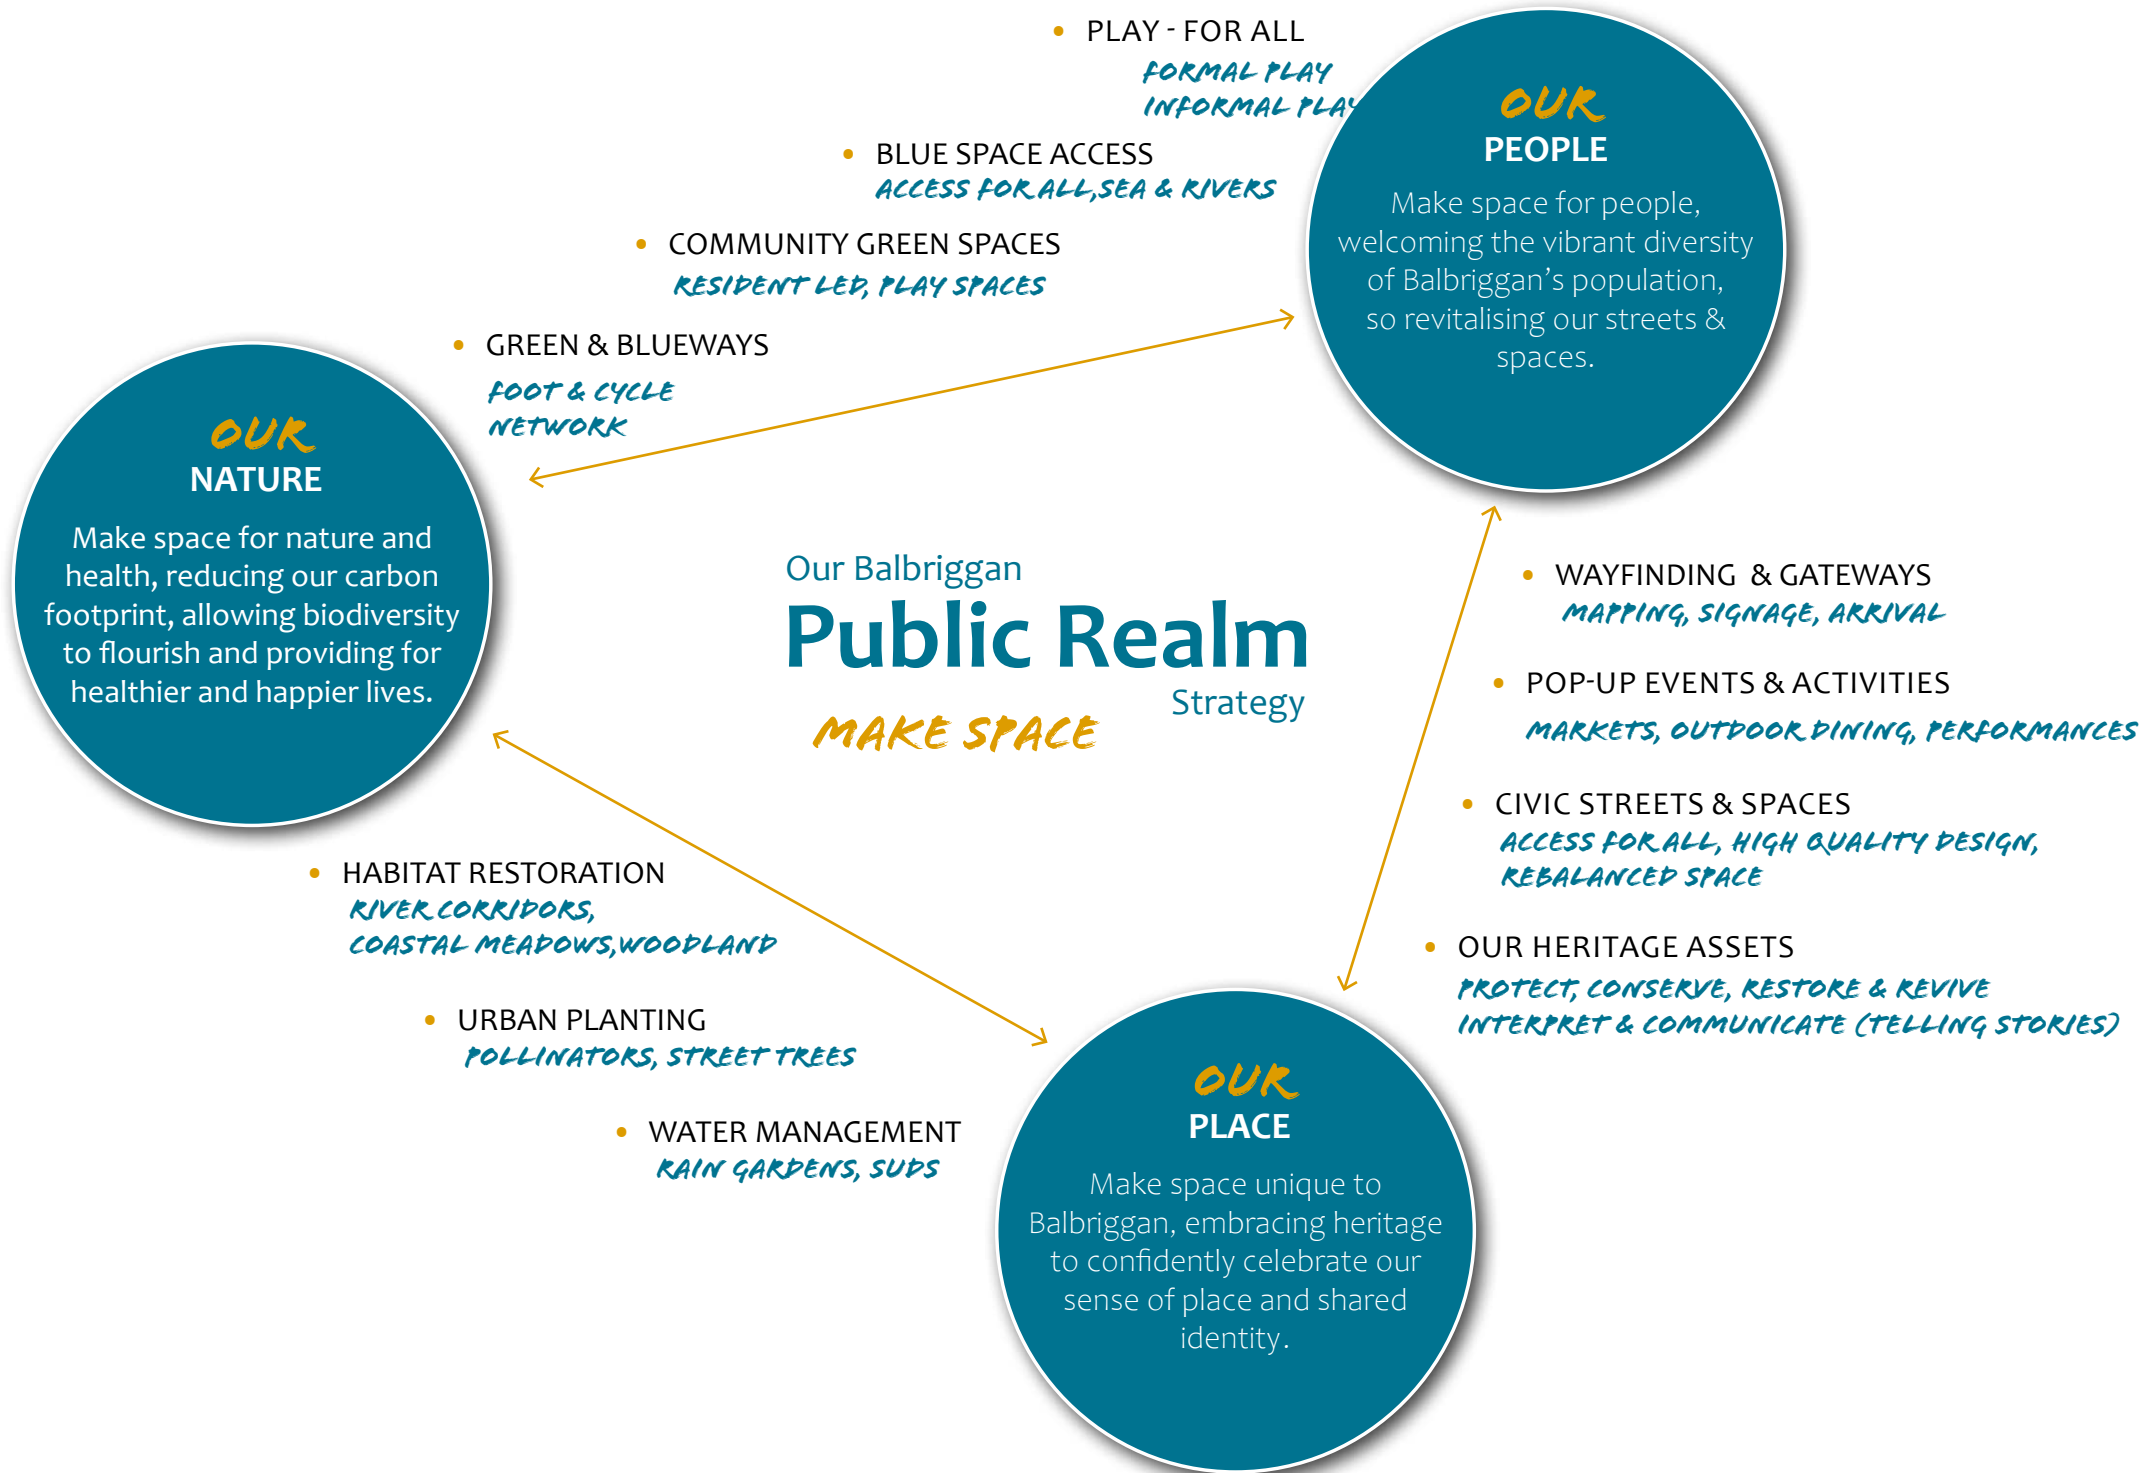 • PLAY - FOR ALL
FORMAL PLAY
INFORMAL PLAY
• BLUE SPACE ACCESS
ACCESS FOR ALL,SEA & RIVERS
• COMMUNITY GREEN SPACES
RESIDENT LED, PLAY SPACES
• GREEN & BLUEWAYS
FOOT & CYCLE
NETWORK
OUR
PEOPLE
Make space for people,
welcoming the vibrant diversity
of Balbriggan’s population,
so revitalising our streets &
spaces.
OUR
NATURE
Make space for nature and
health, reducing our carbon
footprint, allowing biodiversity
to flourish and providing for
healthier and happier lives.
Our Balbriggan
Public Realm
Strategy
MAKE SPACE
• WAYFINDING & GATEWAYS
MAPPING, SIGNAGE, ARRIVAL
• POP-UP EVENTS & ACTIVITIES
MARKETS, OUTDOOR DINING, PERFORMANCES
• CIVIC STREETS & SPACES
ACCESS FOR ALL, HIGH QUALITY DESIGN,
REBALANCED SPACE
• OUR HERITAGE ASSETS
PROTECT, CONSERVE, RESTORE & REVIVE
INTERPRET & COMMUNICATE (TELLING STORIES)
• HABITAT RESTORATION
RIVER CORRIDORS,
COASTAL MEADOWS,WOODLAND
• URBAN PLANTING
POLLINATORS, STREET TREES
• WATER MANAGEMENT
RAIN GARDENS, SUDS
OUR
PLACE
Make space unique to
Balbriggan, embracing heritage
to confidently celebrate our
sense of place and shared
identity.